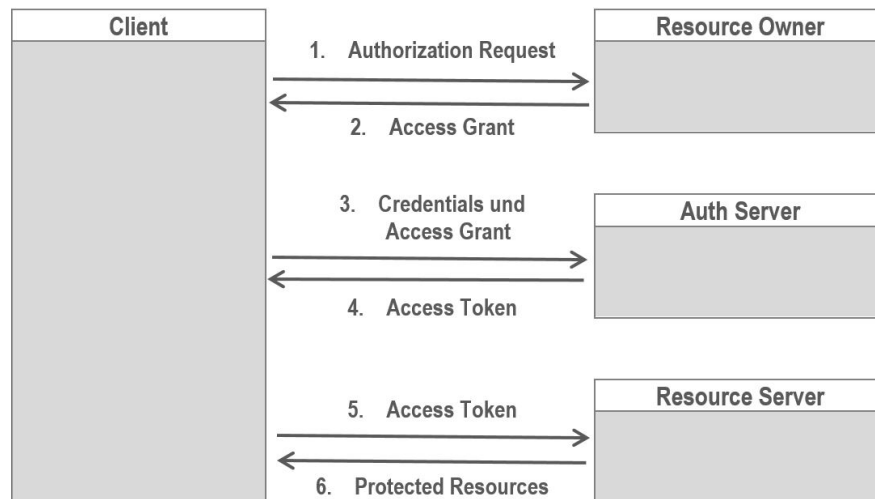 Client
Resource Owner
1. Authorization Request
2. Access Grant
3. Credentials und
Access Grant
Auth Server
4. Access Token
Resource Server
5. Access Token
6. Protected Resources